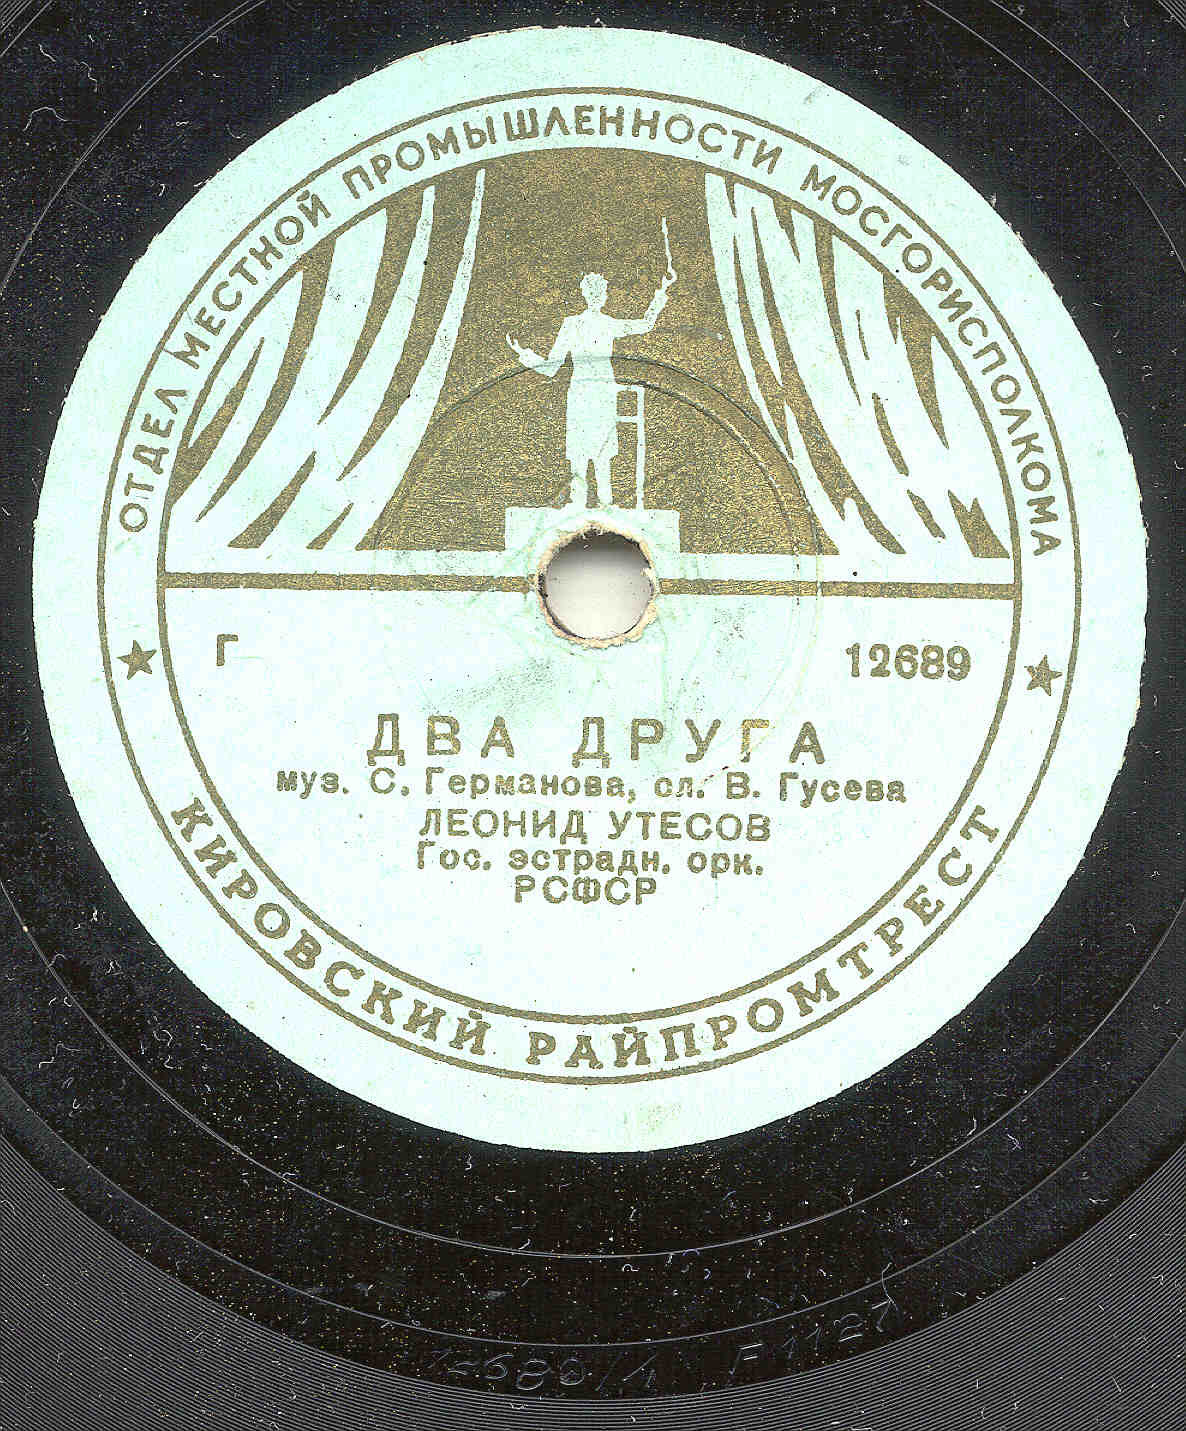 ОТДЕЛ МЕСТНОЙ ПРОМЫШЛЕННОСТИ МОСГОРИСПОЛКОМА
Г 12689
ДВА ДРУГА
муз. С. Германова, сл. В. Гусева
ЛЕОНИД УТЕСОВ
Гос. эстрадн. орк.
РСФСР
КИРОВСКИЙ РАЙПРОМТРЕСТ